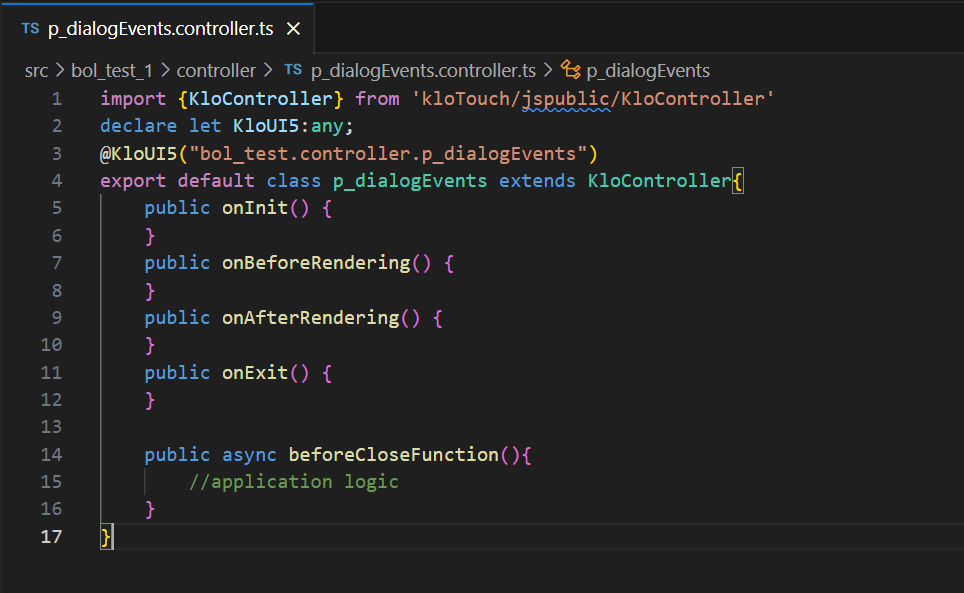 TS p_dialogEvents.controller.ts ×
src > bol_test_1 > controller > TS p_dialogEvents.controller.ts > p_dialogEvents
1 import {KloController} from 'kloTouch/jspublic/KloController'
2 declare let KloUI5:any;
3 @KloUI5("bol_test.controller.p_dialogEvents")
4 export default class p_dialogEvents extends KloController{
5     public onInit() {
6     }
7     public onBeforeRendering() {
8     }
9     public onAfterRendering() {
10     }
11     public onExit() {
12     }
13
14     public async beforeCloseFunction(){
15         //application logic
16     }
17 }